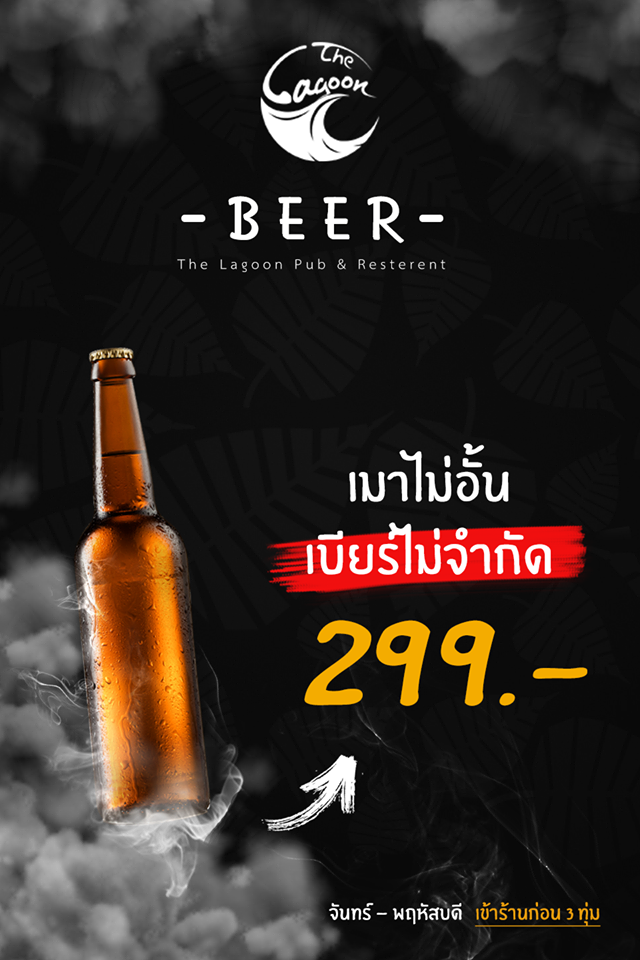 The
Lagoon
- BEER -
The Lagoon Pub & Resterent
เมาไม่อั้น
เบียร์ไม่จำกัด
299.-
จันทร์ – พฤหัสบดี เข้าร้านก่อน 3 ทุ่ม